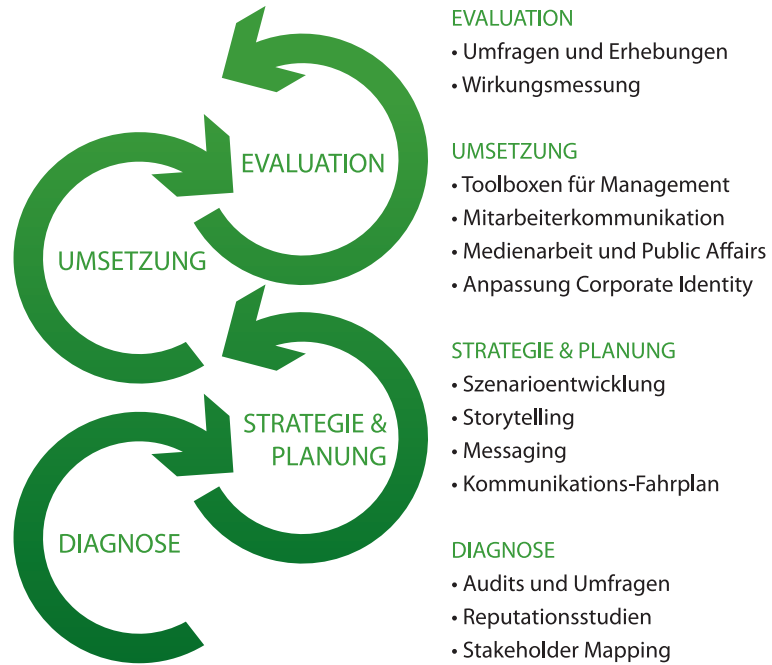 EVALUATION
UMSETZUNG
STRATEGIE &
PLANUNG
DIAGNOSE
EVALUATION
• Umfragen und Erhebungen
• Wirkungsmessung
UMSETZUNG
• Toolboxen für Management
• Mitarbeiterkommunikation
• Medienarbeit und Public Affairs
• Anpassung Corporate Identity
STRATEGIE & PLANUNG
• Szenarioentwicklung
• Storytelling
• Messaging
• Kommunikations-Fahrplan
DIAGNOSE
• Audits und Umfragen
• Reputationsstudien
• Stakeholder Mapping